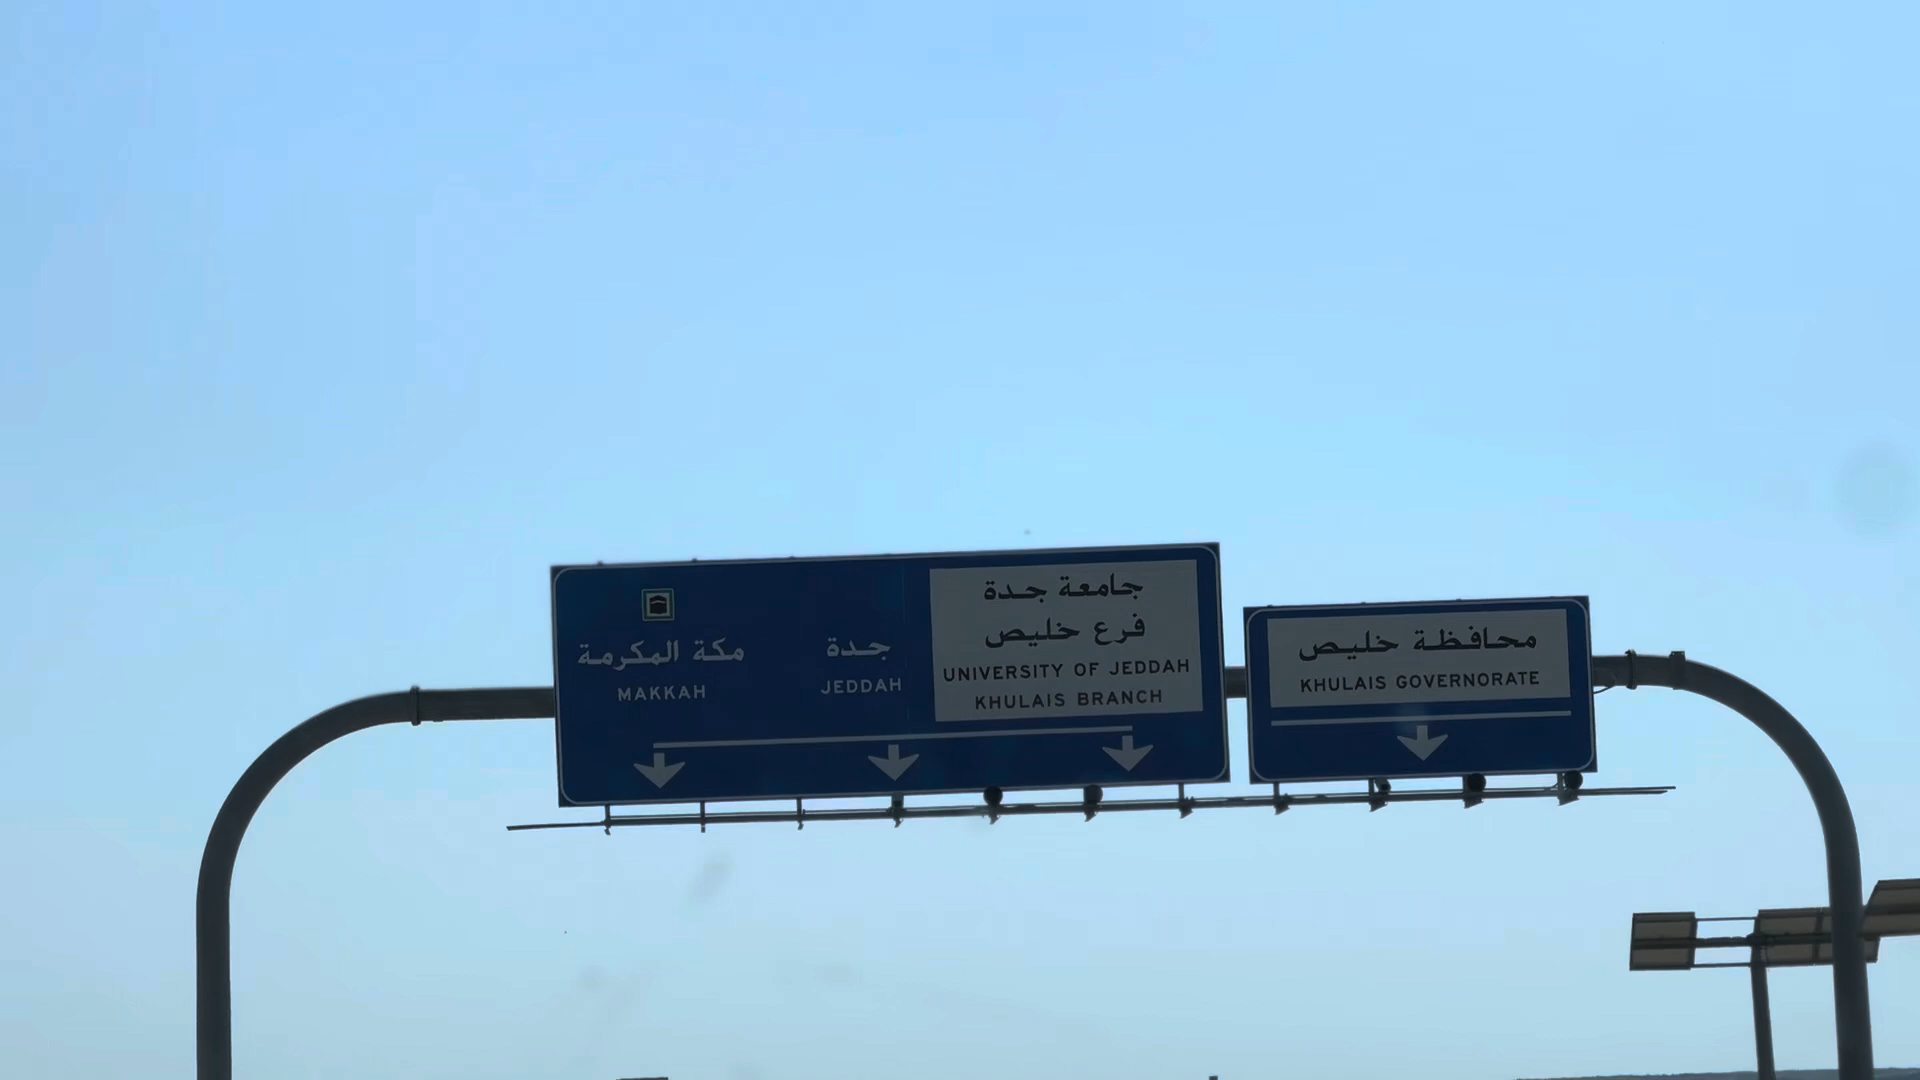 مكة المكرمة
MAKKAH
جدة
JEDDAH
جامعة جدة
فرع خليص
UNIVERSITY OF JEDDAH
KHULAIS BRANCH
محافظة خليص
KHULAIS GOVERNORATE